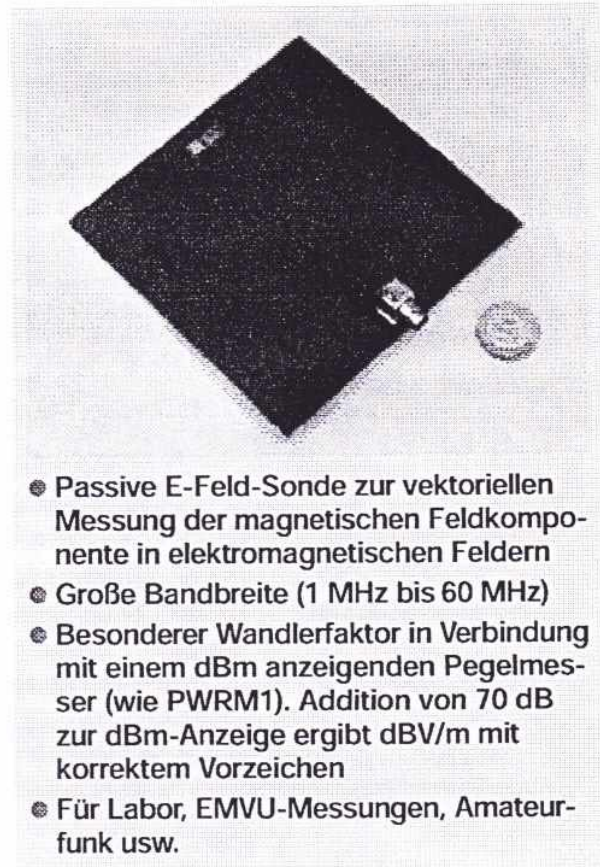 Passive E-Feld-Sonde zur vektoriellen
Messung der magnetischen Feldkompo-
nente in elektromagnetischen Feldern
Große Bandbreite (1 MHz bis 60 MHz)
Besonderer Wandlerfaktor in Verbindung
mit einem dBm anzeigenden Pegelmes-
ser (wie PWRM1). Addition von 70 dB
zur dBm-Anzeige ergibt dBV/m mit
korrektem Vorzeichen
Für Labor, EMVU-Messungen, Amateur-
funk usw.